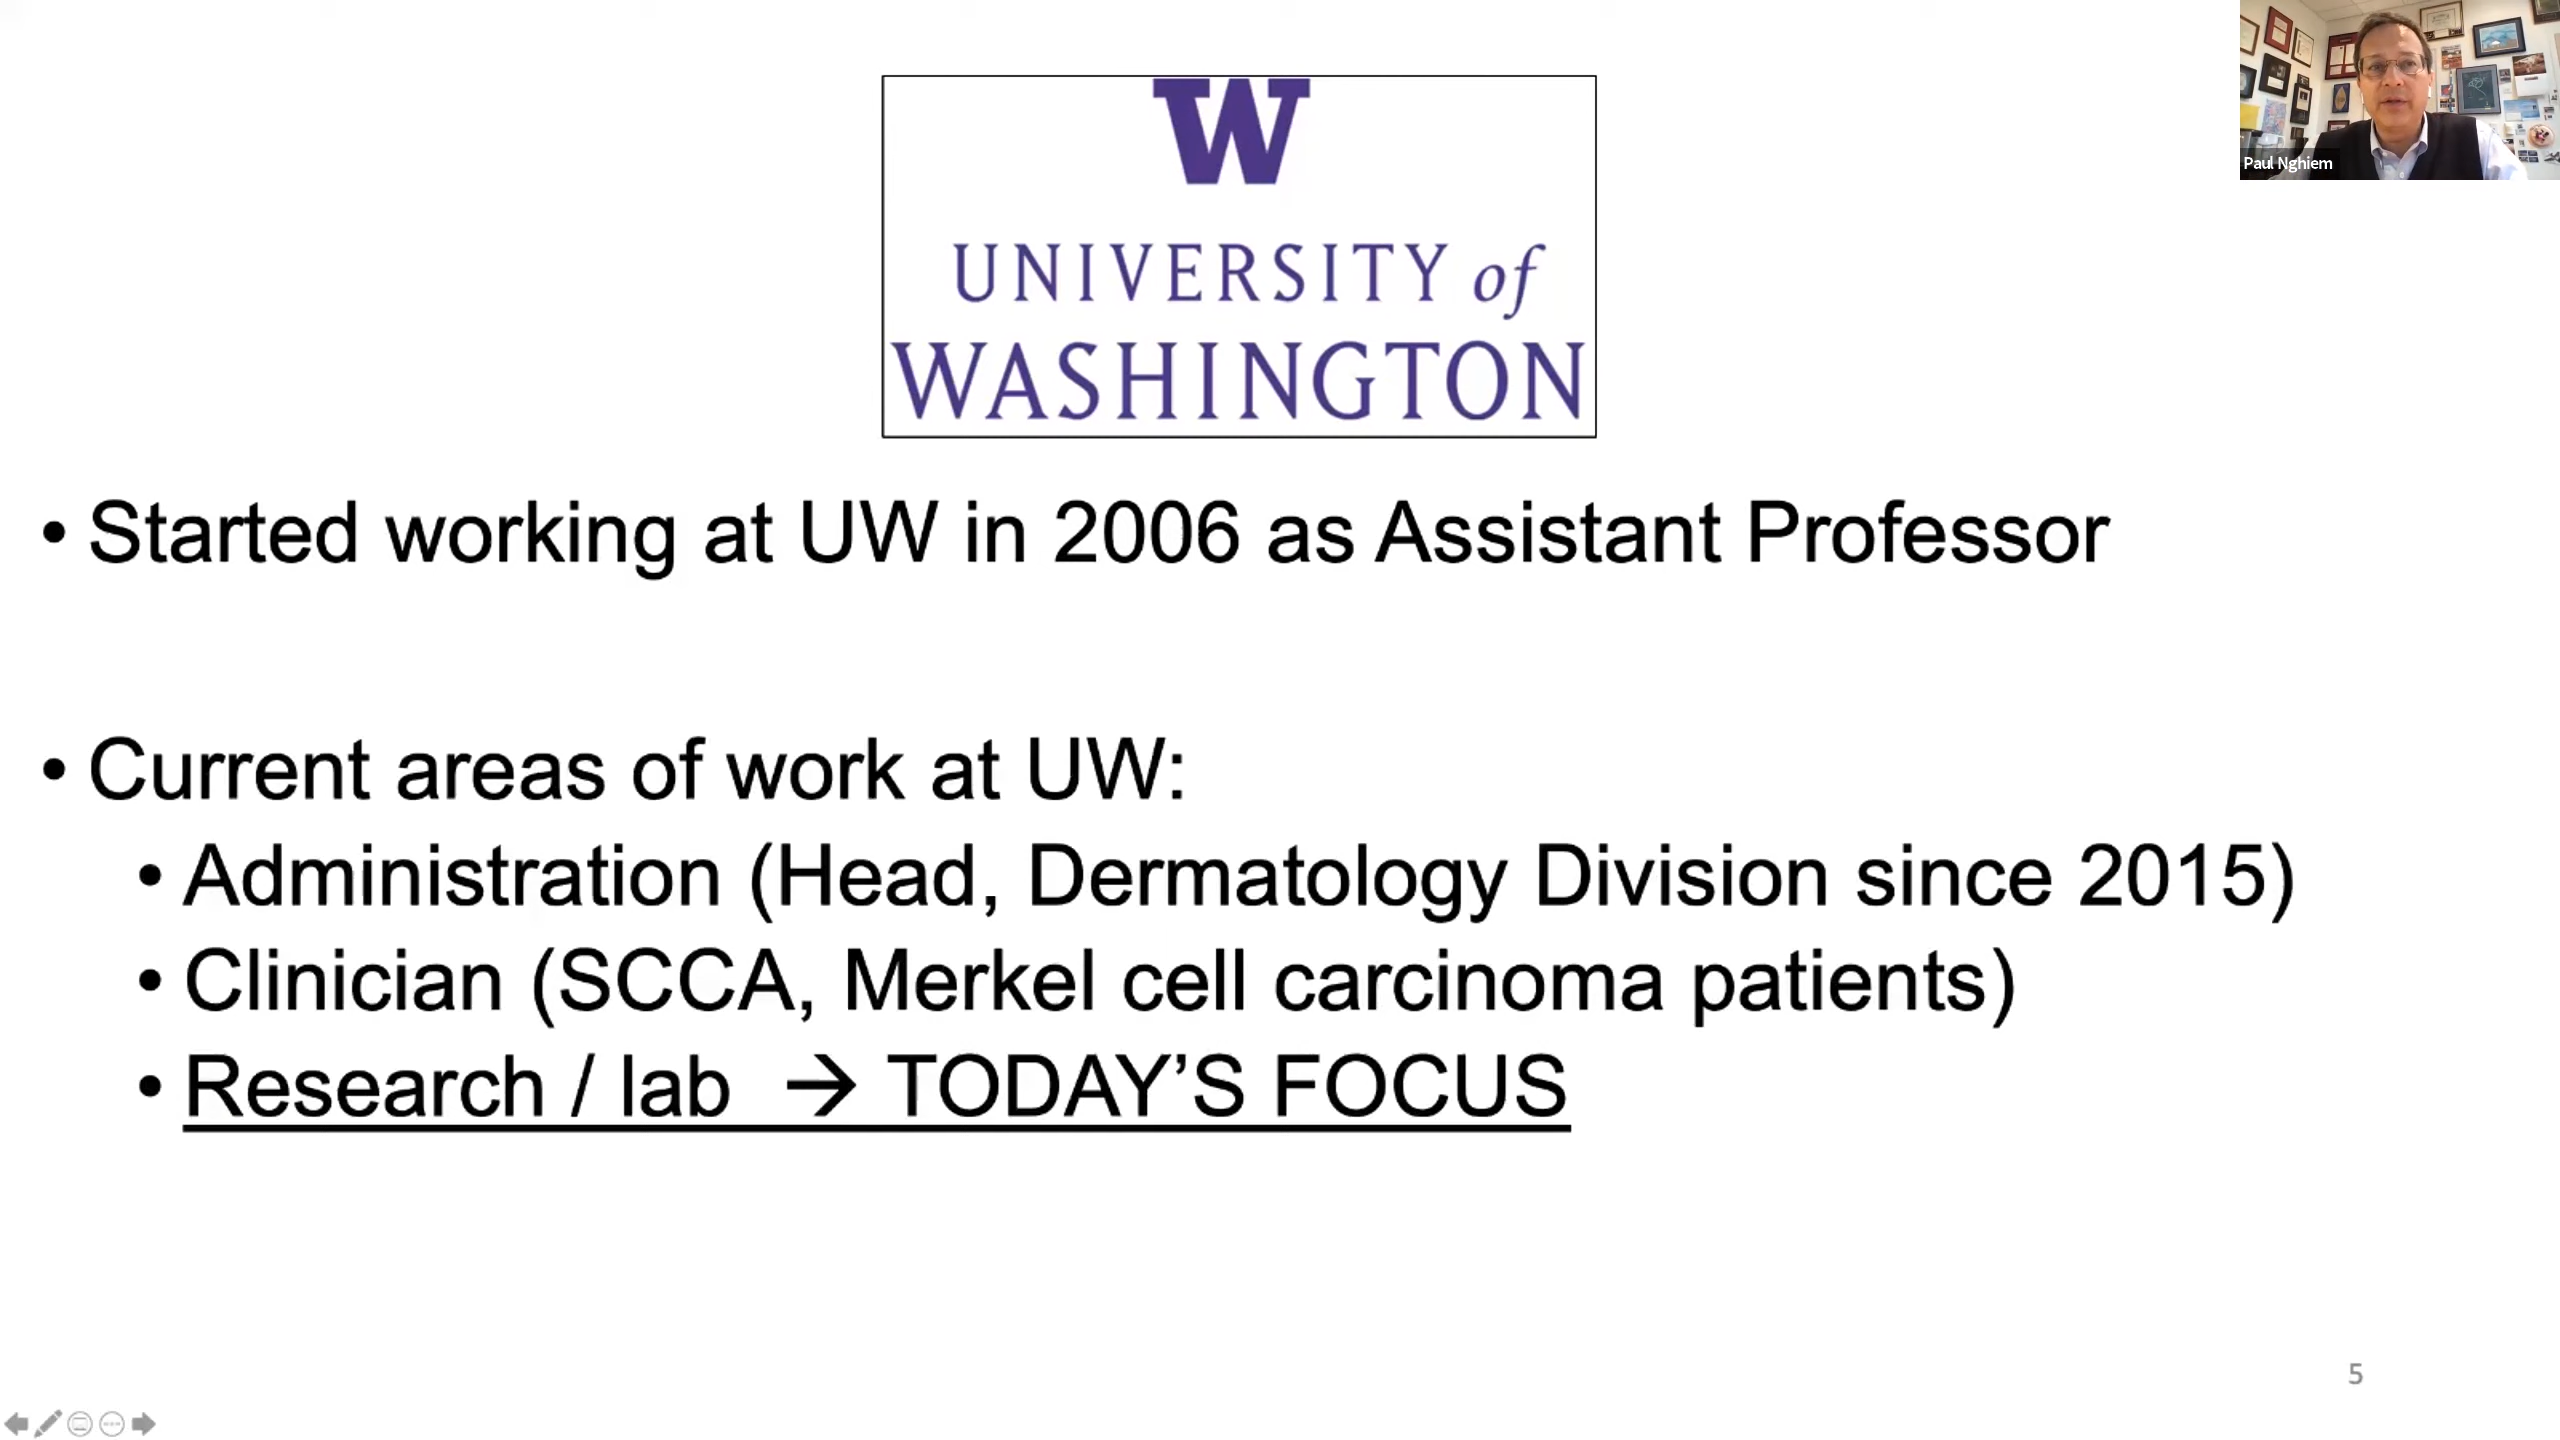 W
UNIVERSITY of
WASHINGTON
Paul Nghiem
• Started working at UW in 2006 as Assistant Professor
• Current areas of work at UW:
• Administration (Head, Dermatology Division since 2015)
• Clinician (SCCA, Merkel cell carcinoma patients)
• Research / lab → TODAY’S FOCUS
5